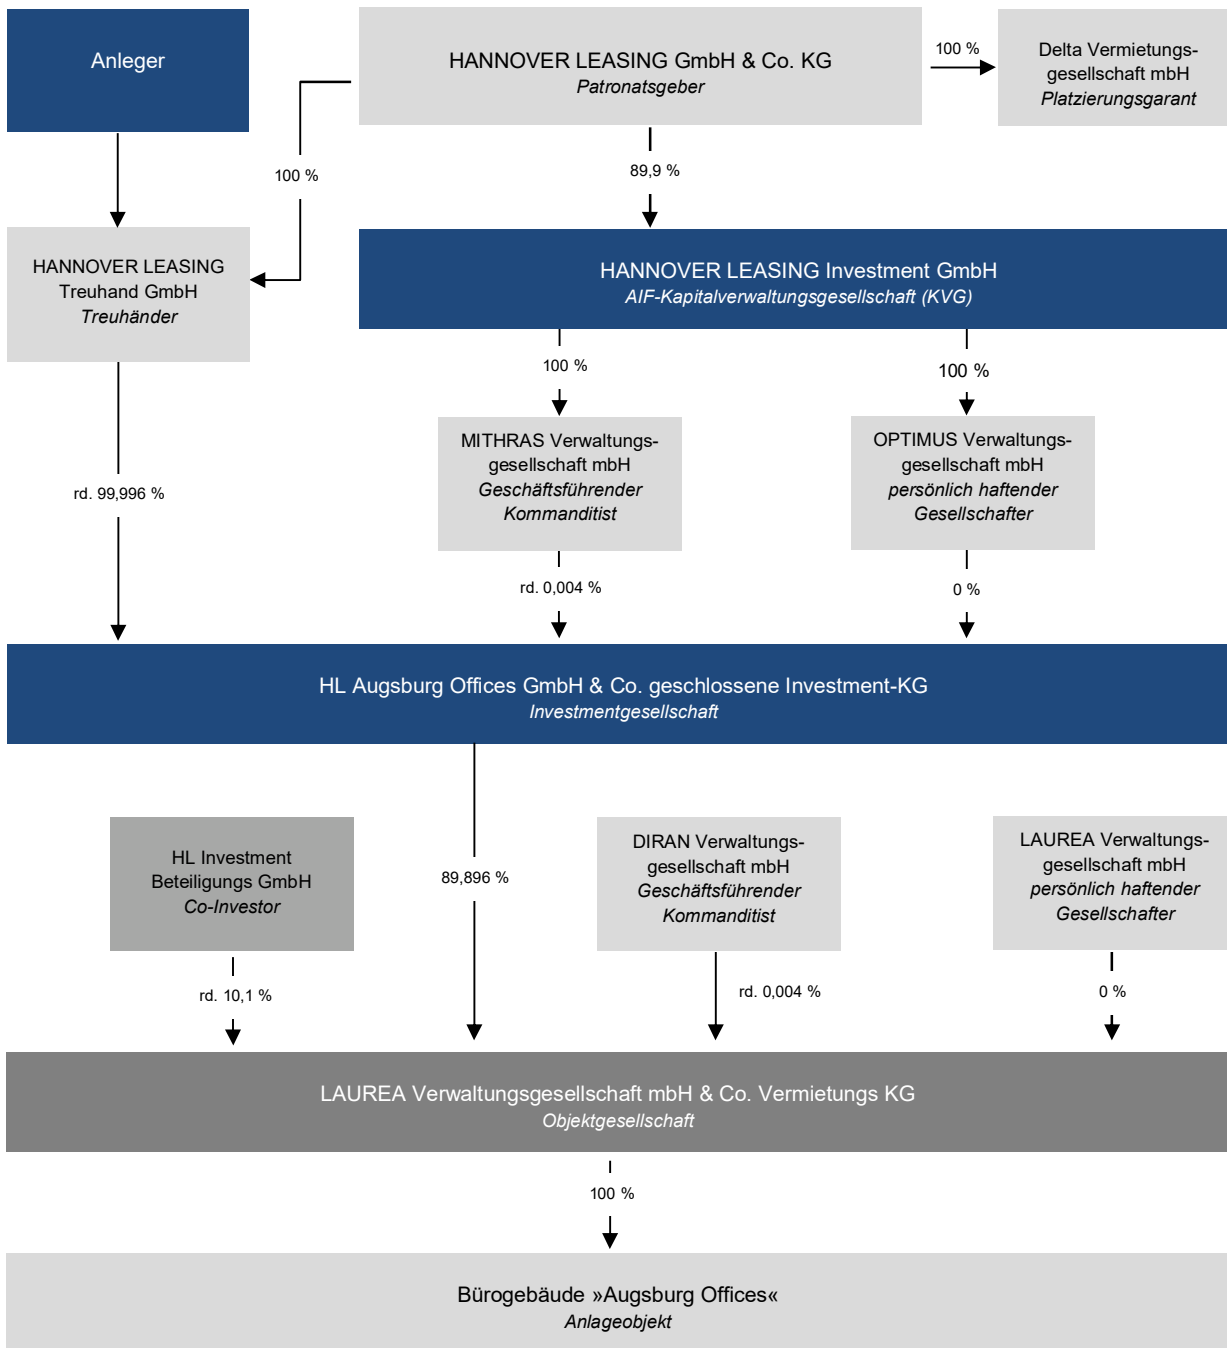 Anleger
HANNOVER LEASING GmbH & Co. KG
Patronatsgeber
100 %
Delta Vermietungs-
gesellschaft mbH
Platzierungsgarant
100 %
89,9 %
HANNOVER LEASING
Treuhand GmbH
Treuhänder
HANNOVER LEASING Investment GmbH
AIF-Kapitalverwaltungsgesellschaft (KVG)
100 %
100 %
MITHRAS Verwaltungs-
gesellschaft mbH
Geschäftsführender
Kommanditist
OPTIMUS Verwaltungs-
gesellschaft mbH
persönlich haftender
Gesellschafter
rd. 99,996 %
rd. 0,004 %
0 %
HL Augsburg Offices GmbH & Co. geschlossene Investment-KG
Investmentgesellschaft
HL Investment
Beteiligungs GmbH
Co-Investor
89,896 %
DIRAN Verwaltungs-
gesellschaft mbH
Geschäftsführender
Kommanditist
LAUREA Verwaltungs-
gesellschaft mbH
persönlich haftender
Gesellschafter
rd. 10,1 %
rd. 0,004 %
0 %
LAUREA Verwaltungsgesellschaft mbH & Co. Vermietungs KG
Objektgesellschaft
100 %
Bürogebäude »Augsburg Offices«
Anlageobjekt